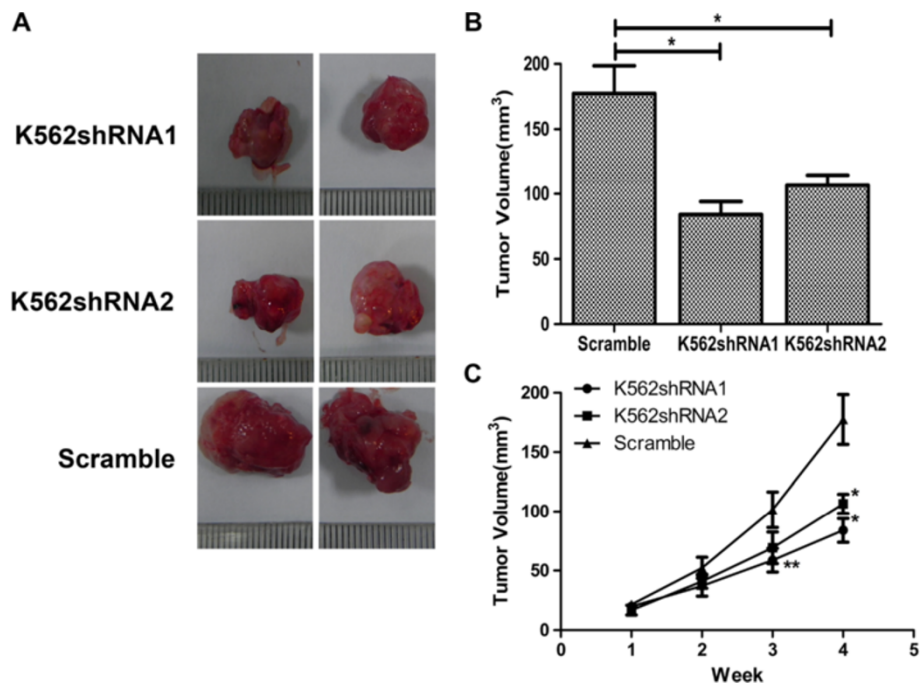 A
K562shRNA1
K562shRNA2
Scramble
B
*
*
Tumor Volume(mm³)
200
150
100
50
0
Scramble K562shRNA1 K562shRNA2
C
K562shRNA1
K562shRNA2
Scramble
Tumor Volume(mm³)
200
150
100
50
0
*
*
**
0 1 2 3 4 5
Week